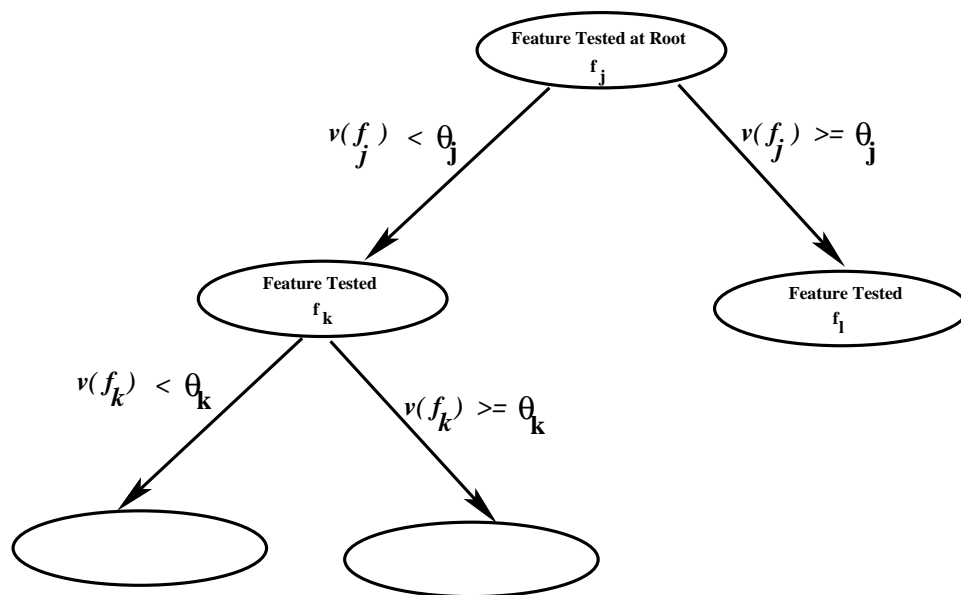 Feature Tested at Root
f j
v(f j) < θj
v(f j) >= θj
Feature Tested
f k
Feature Tested
f l
v(f k) < θk
v(f k) >= θk